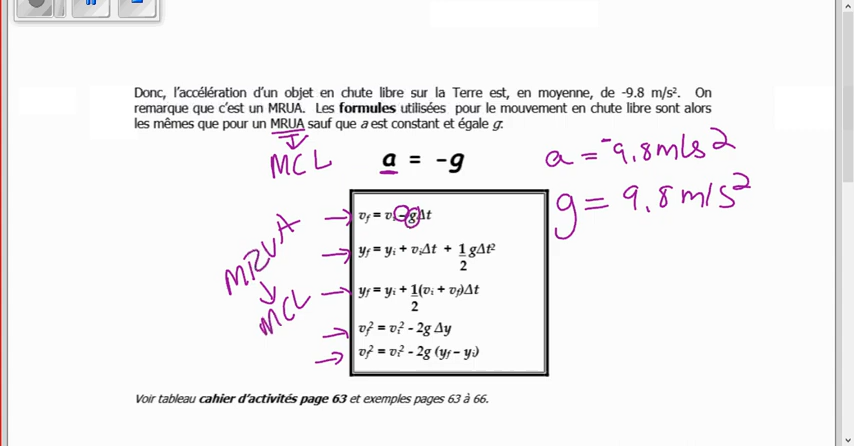 Donc, l'accélération d'un objet en chute libre sur la Terre est, en moyenne, de -9.8 m/s². On
remarque que c'est un MRUA. Les formules utilisées pour le mouvement en chute libre sont alors
les mêmes que pour un MRUA sauf que a est constant et égale g.
MCL
a = -g
a = -9.8 m/s2
g = 9.8 m/s2
MRUA
MCL
vf = vi - gΔt
yf = yi + viΔt + 1/2 gΔt²
yf = yi + 1/2 (vi + vf)Δt
vf² = vi² - 2g Δy
vf² = vi² - 2g (yf – yi)
Voir tableau cahier d'activités page 63 et exemples pages 63 à 66.